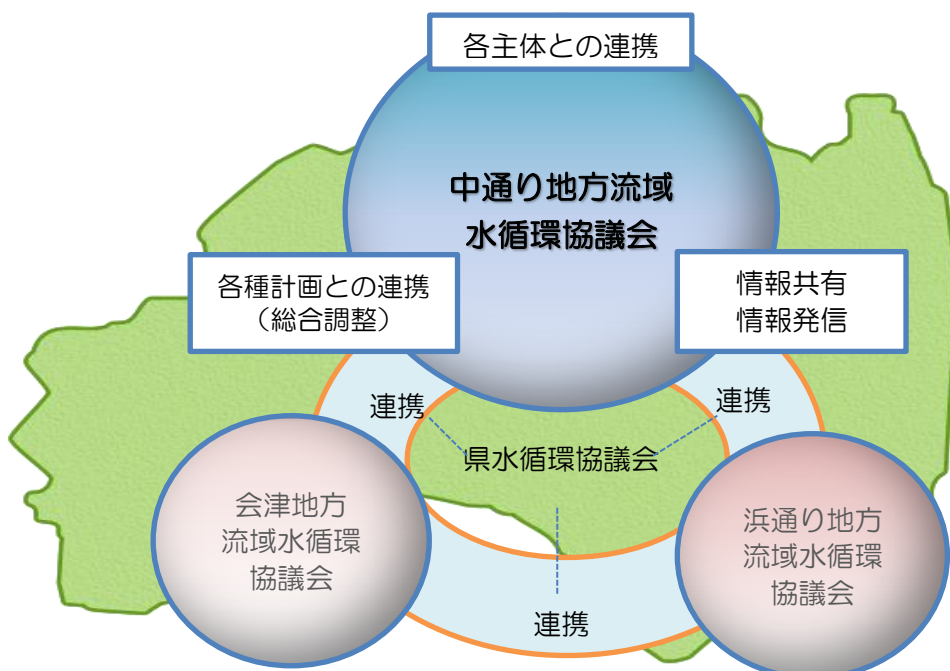 各主体との連携
中通り地方流域
水循環協議会
各種計画との連携
（総合調整）
情報共有
情報発信
連携
連携
県水循環協議会
会津地方
流域水循環
協議会
浜通り地方
流域水循環
協議会
連携